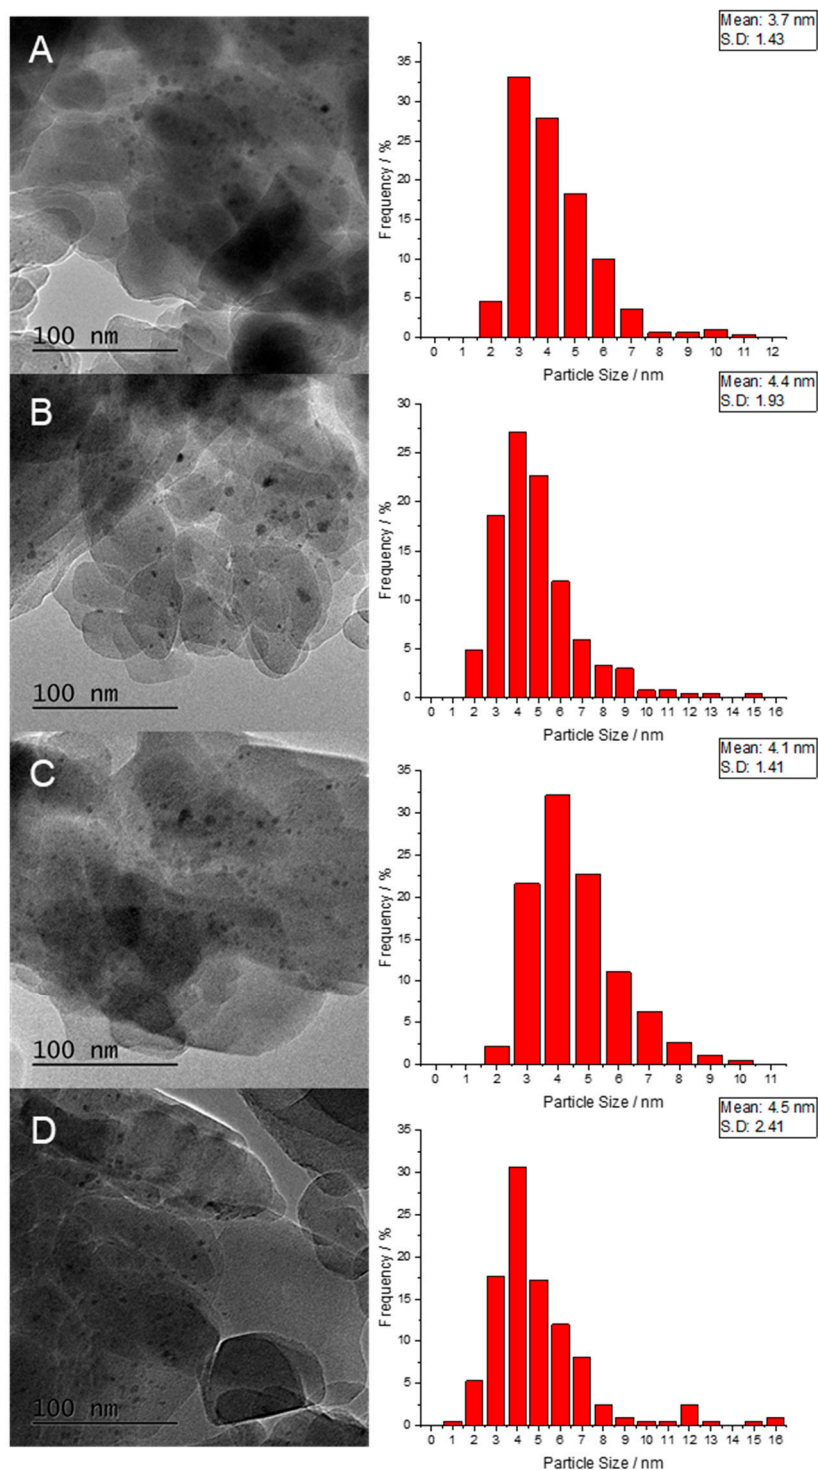 A
100 nm
Mean: 3.7 nm
S.D: 1.43
35
30
25
20
15
10
5
0
Frequency / %
0 1 2 3 4 5 6 7 8 9 10 11 12
Particle Size / nm
B
100 nm
Mean: 4.4 nm
S.D: 1.93
30
25
20
15
10
5
0
Frequency / %
0 1 2 3 4 5 6 7 8 9 10 11 12 13 14 15 16
Particle Size / nm
C
100 nm
Mean: 4.1 nm
S.D: 1.41
35
30
25
20
15
10
5
0
Frequency / %
0 1 2 3 4 5 6 7 8 9 10 11
Particle Size / nm
D
100 nm
Mean: 4.5 nm
S.D: 2.41
35
30
25
20
15
10
5
0
Frequency / %
0 1 2 3 4 5 6 7 8 9 10 11 12 13 14 15 16
Particle Size / nm